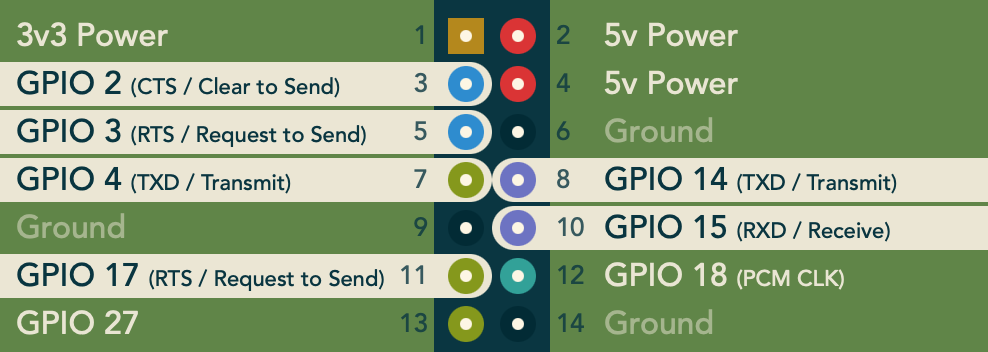 3v3 Power 1 2 5v Power
GPIO 2 (CTS / Clear to Send) 3 4 5v Power
GPIO 3 (RTS / Request to Send) 5 6 Ground
GPIO 4 (TXD / Transmit) 7 8 GPIO 14 (TXD / Transmit)
Ground 9 10 GPIO 15 (RXD / Receive)
GPIO 17 (RTS / Request to Send) 11 12 GPIO 18 (PCM CLK)
GPIO 27 13 14 Ground